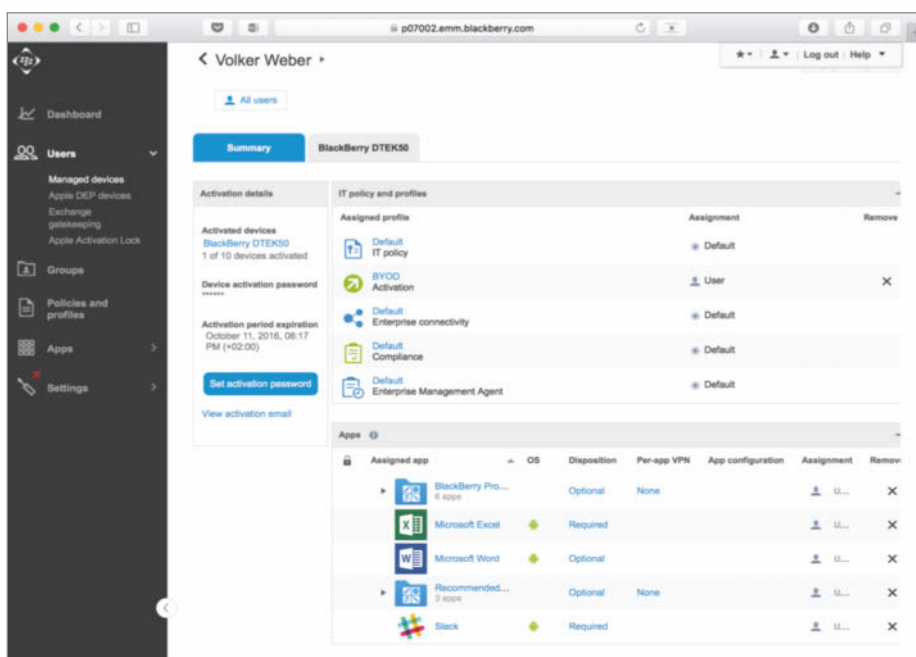 p07002.emm.blackberry.com
Volker Weber
Log out Help
All users
Dashboard
Users
Managed devices
Apple DEP devices
Exchange
gatekeeping
Apple Activation Lock
Groups
Policies and
profiles
Apps
Settings
Summary BlackBerry DTEK50
Activation details
Activated devices
BlackBerry DTEK50
1 of 10 devices activated
Device activation password
******
Activation period expiration
October 11, 2016, 08:17
PM (+02:00)
Set activation password
View activation email
IT policy and profiles
Assigned profile Assignment Remove
Default
IT policy Default
BYOD
Activation User
Default
Enterprise connectivity Default
Default
Compliance Default
Default
Enterprise Management Agent Default
Apps
Assigned app OS Disposition Per-app VPN App configuration Assignment Remov
BlackBerry Pro...
6 apps Optional None u...
Microsoft Excel Required u...
Microsoft Word Optional u...
Recommended...
3 apps Optional None u...
Slack Required u...